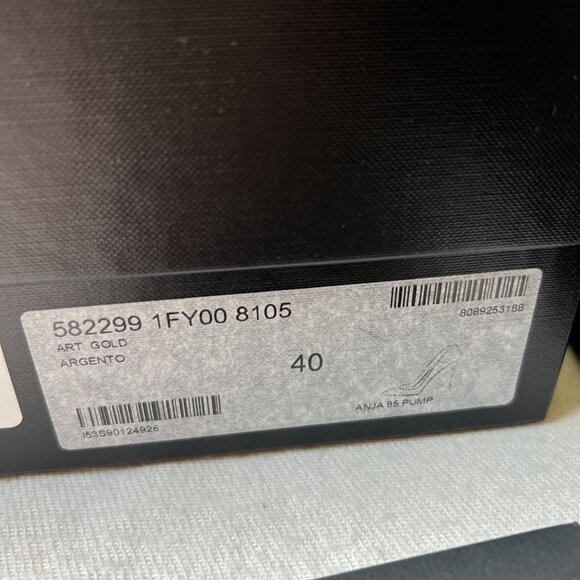 582299 1FY00 8105
ART. GOLD
ARGENTO
40
8089253188
ANJA 85 PUMP
I53S90124926